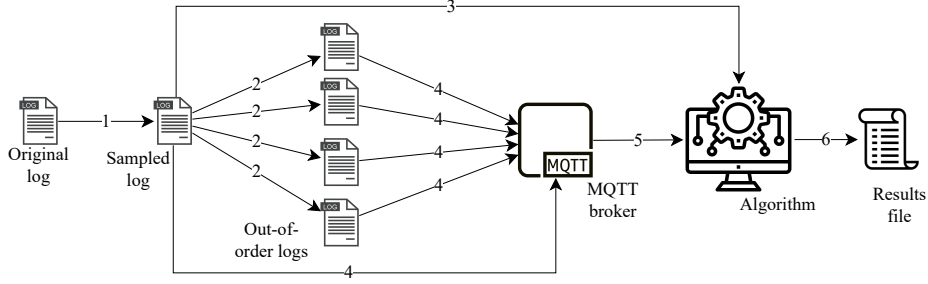 3
LOG
2
4
LOG
LOG
LOG
2
4
1
5
6
Original
log
Sampled
log
LOG
2
4
MQTT
MQTT
broker
Algorithm
Results
file
2
4
LOG
Out-of-
order logs
4